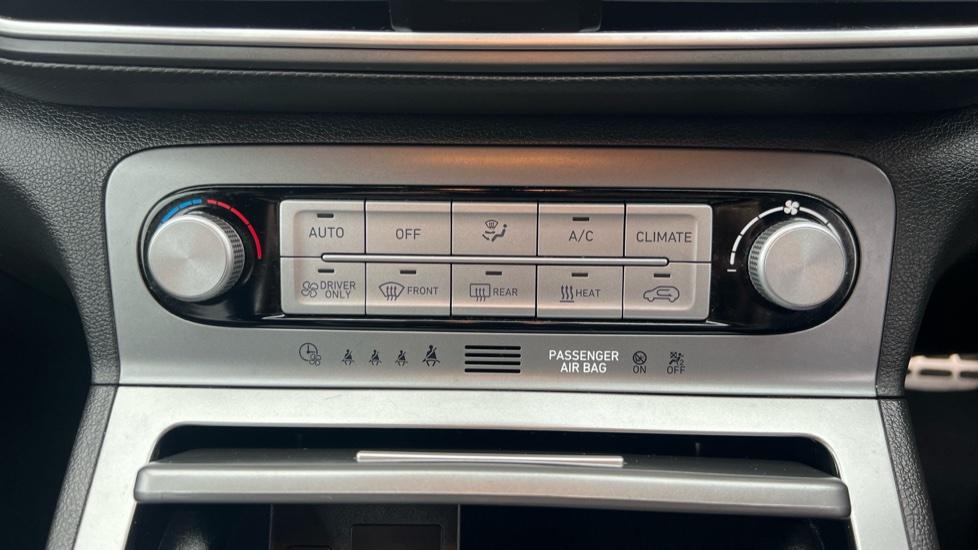 AUTO OFF A/C CLIMATE
DRIVER ONLY FRONT REAR HEAT
PASSENGER
AIR BAG ON OFF